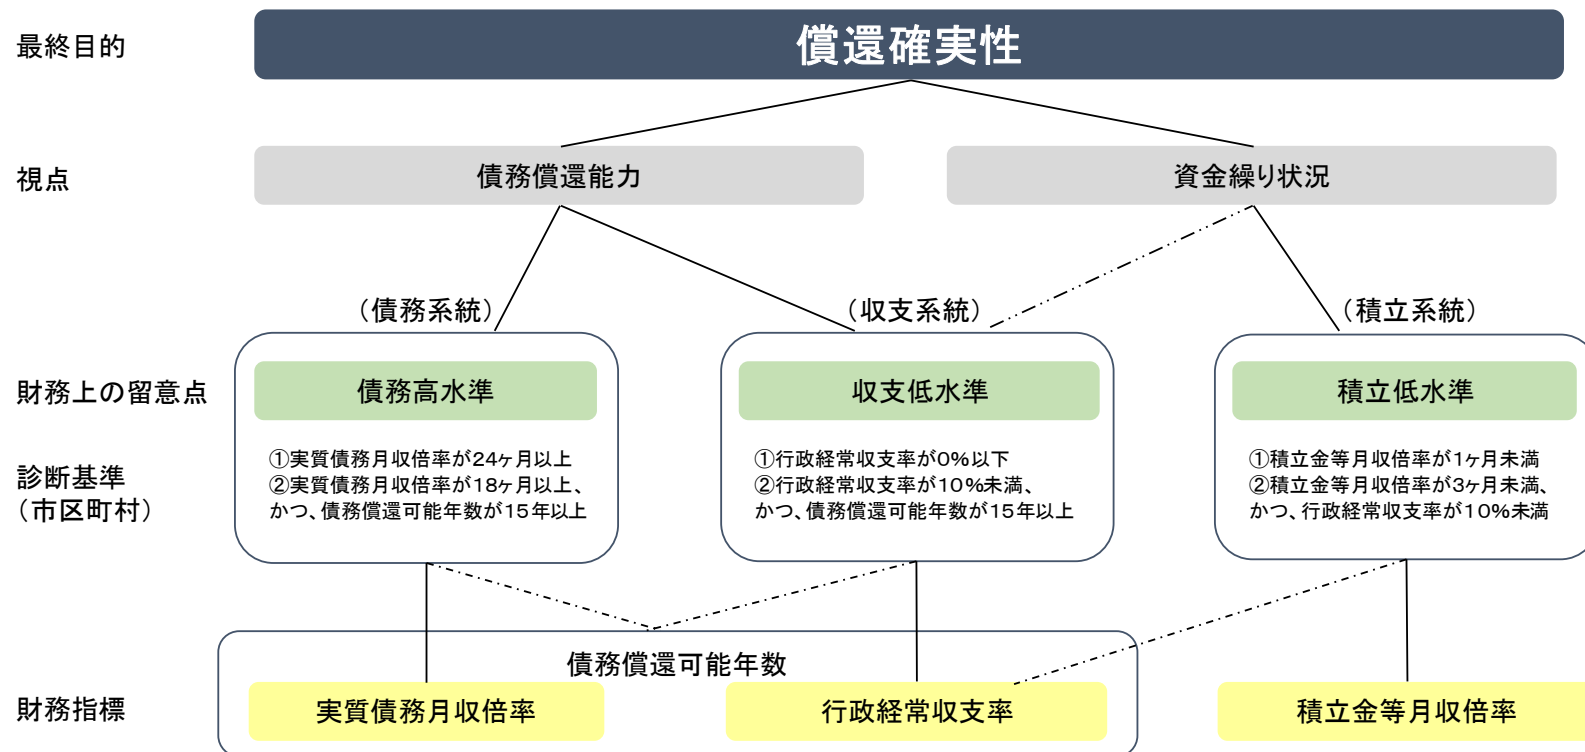 最終目的
償還確実性
視点
債務償還能力
資金繰り状況
（債務系統）
（収支系統）
（積立系統）
財務上の留意点
債務高水準
収支低水準
積立低水準
診断基準
（市区町村）
①実質債務月収倍率が24ヶ月以上
②実質債務月収倍率が18ヶ月以上、
かつ、債務償還可能年数が15年以上
①行政経常収支率が0%以下
②行政経常収支率が10%未満、
かつ、債務償還可能年数が15年以上
①積立金等月収倍率が1ヶ月未満
②積立金等月収倍率が3ヶ月未満、
かつ、行政経常収支率が10%未満
債務償還可能年数
財務指標
実質債務月収倍率
行政経常収支率
積立金等月収倍率